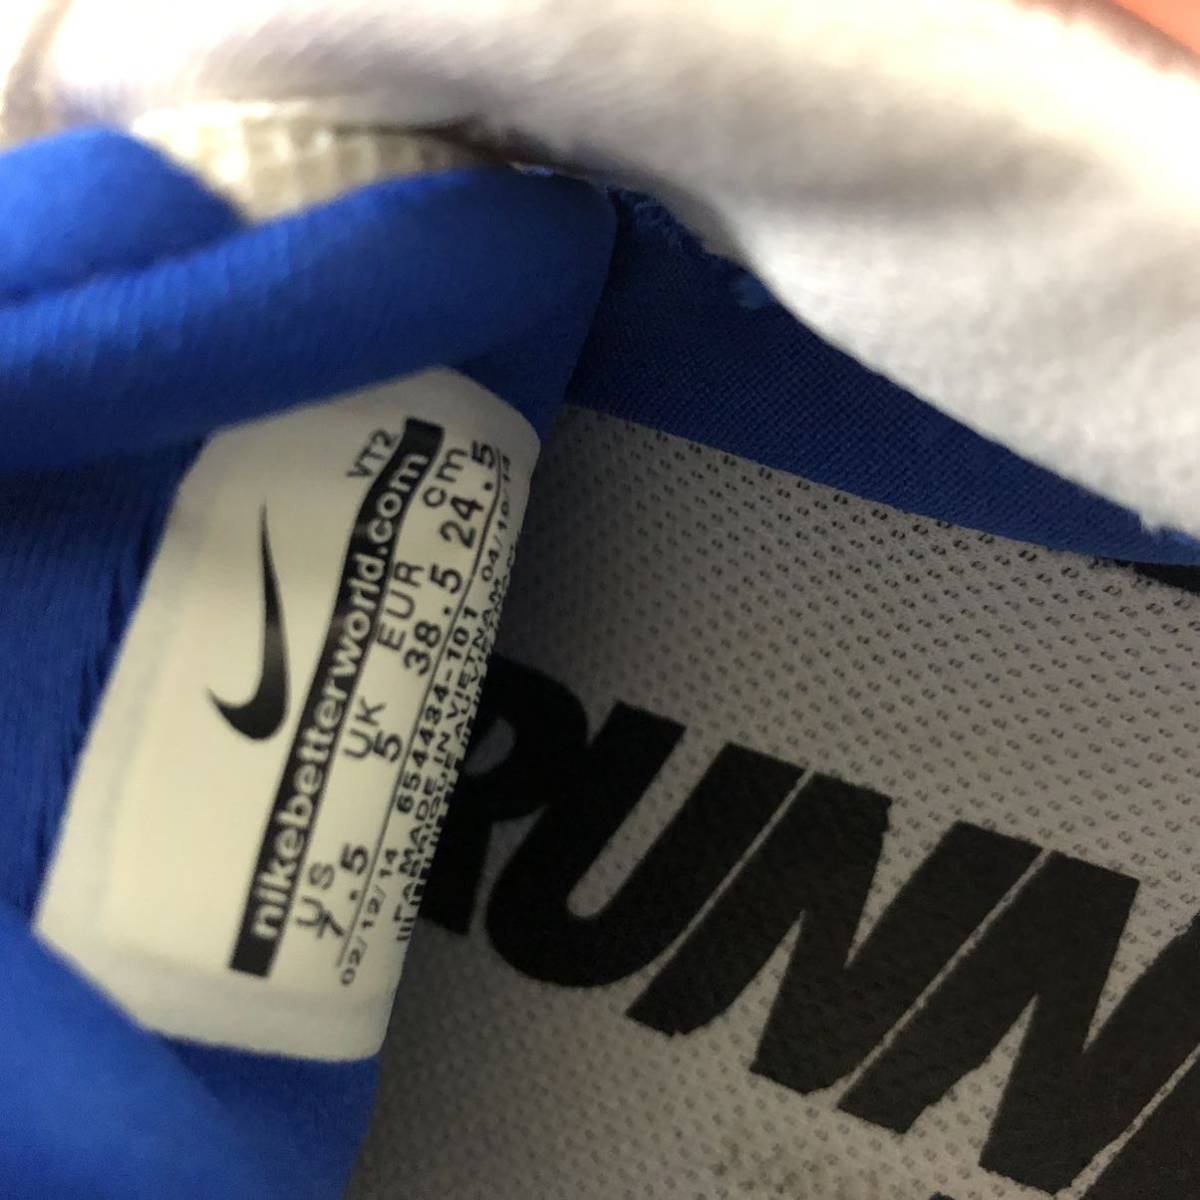 VT2
nikebetterworld.com
US UK EUR cm
7.5 5 38.5 24.5
02/12/14 654434-101 04/10/14
MADE IN VIETNAM
RUNN